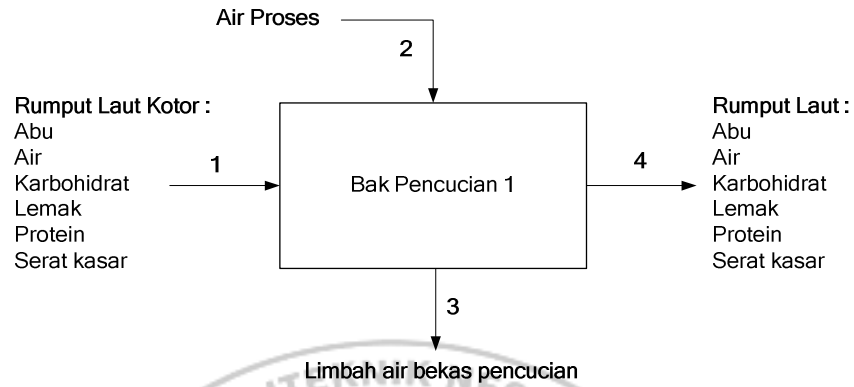 Air Proses
2
Rumput Laut Kotor :
Abu
Air
Karbohidrat
Lemak
Protein
Serat kasar
1
Bak Pencucian 1
4
Rumput Laut :
Abu
Air
Karbohidrat
Lemak
Protein
Serat kasar
3
Limbah air bekas pencucian